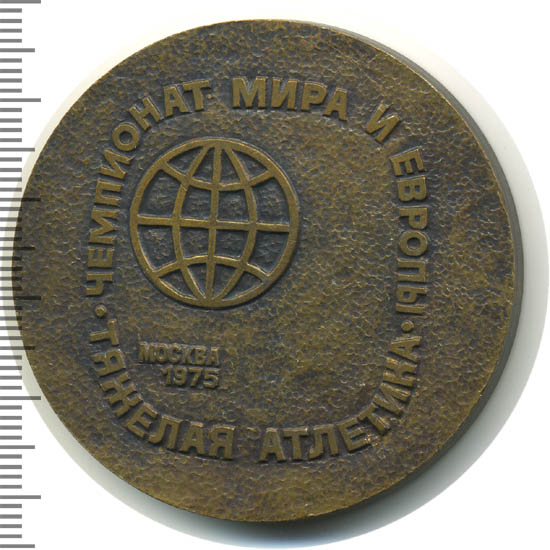 ЧЕМПИОНАТ МИРА И ЕВРОПЫ
ТЯЖЕЛАЯ АТЛЕТИКА
МОСКВА
1975